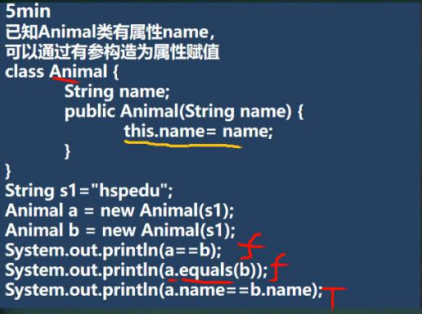 5min
已知Animal类有属性name，
可以通过有参构造为属性赋值
class Animal {
String name;
public Animal(String name) {
this.name= name;
}
}
String s1="hspedu";
Animal a = new Animal(s1);
Animal b = new Animal(s1);
System.out.println(a==b); f
System.out.println(a.equals(b)); f
System.out.println(a.name==b.name); T